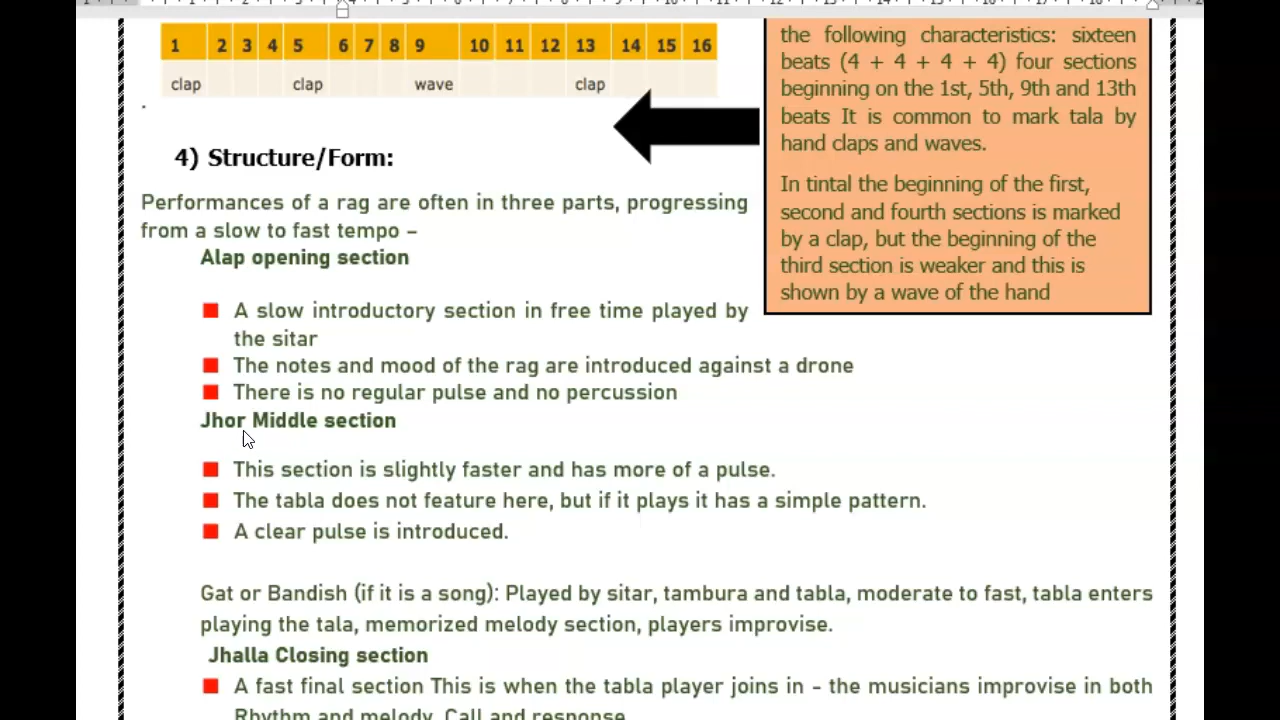 1 2 3 4 5 6 7 8 9 10 11 12 13 14 15 16
clap clap wave clap
.
4) Structure/Form:
Performances of a rag are often in three parts, progressing
from a slow to fast tempo –
Alap opening section
A slow introductory section in free time played by
the sitar
The notes and mood of the rag are introduced against a drone
There is no regular pulse and no percussion
Jhor Middle section
This section is slightly faster and has more of a pulse.
The tabla does not feature here, but if it plays it has a simple pattern.
A clear pulse is introduced.
Gat or Bandish (if it is a song): Played by sitar, tambura and tabla, moderate to fast, tabla enters
playing the tala, memorized melody section, players improvise.
Jhalla Closing section
A fast final section This is when the tabla player joins in – the musicians improvise in both
Rhythm and melody. Call and response
the following characteristics: sixteen
beats (4 + 4 + 4 + 4) four sections
beginning on the 1st, 5th, 9th and 13th
beats It is common to mark tala by
hand claps and waves.
In tintal the beginning of the first,
second and fourth sections is marked
by a clap, but the beginning of the
third section is weaker and this is
shown by a wave of the hand